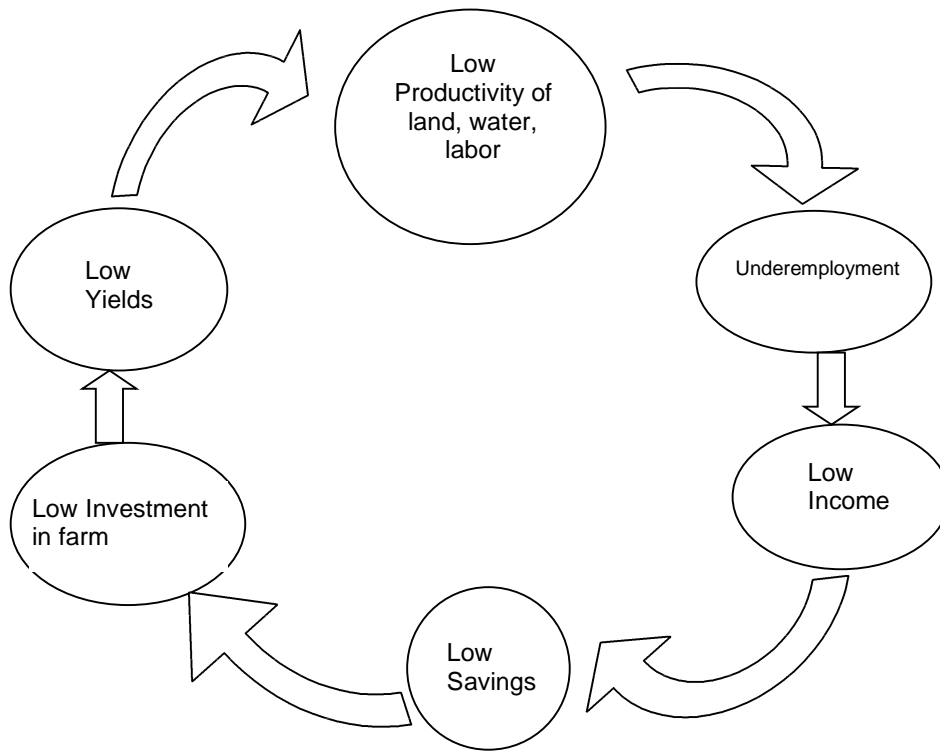 Low
Productivity of
land, water,
labor
Underemployment
Low
Income
Low
Savings
Low Investment
in farm
Low
Yields